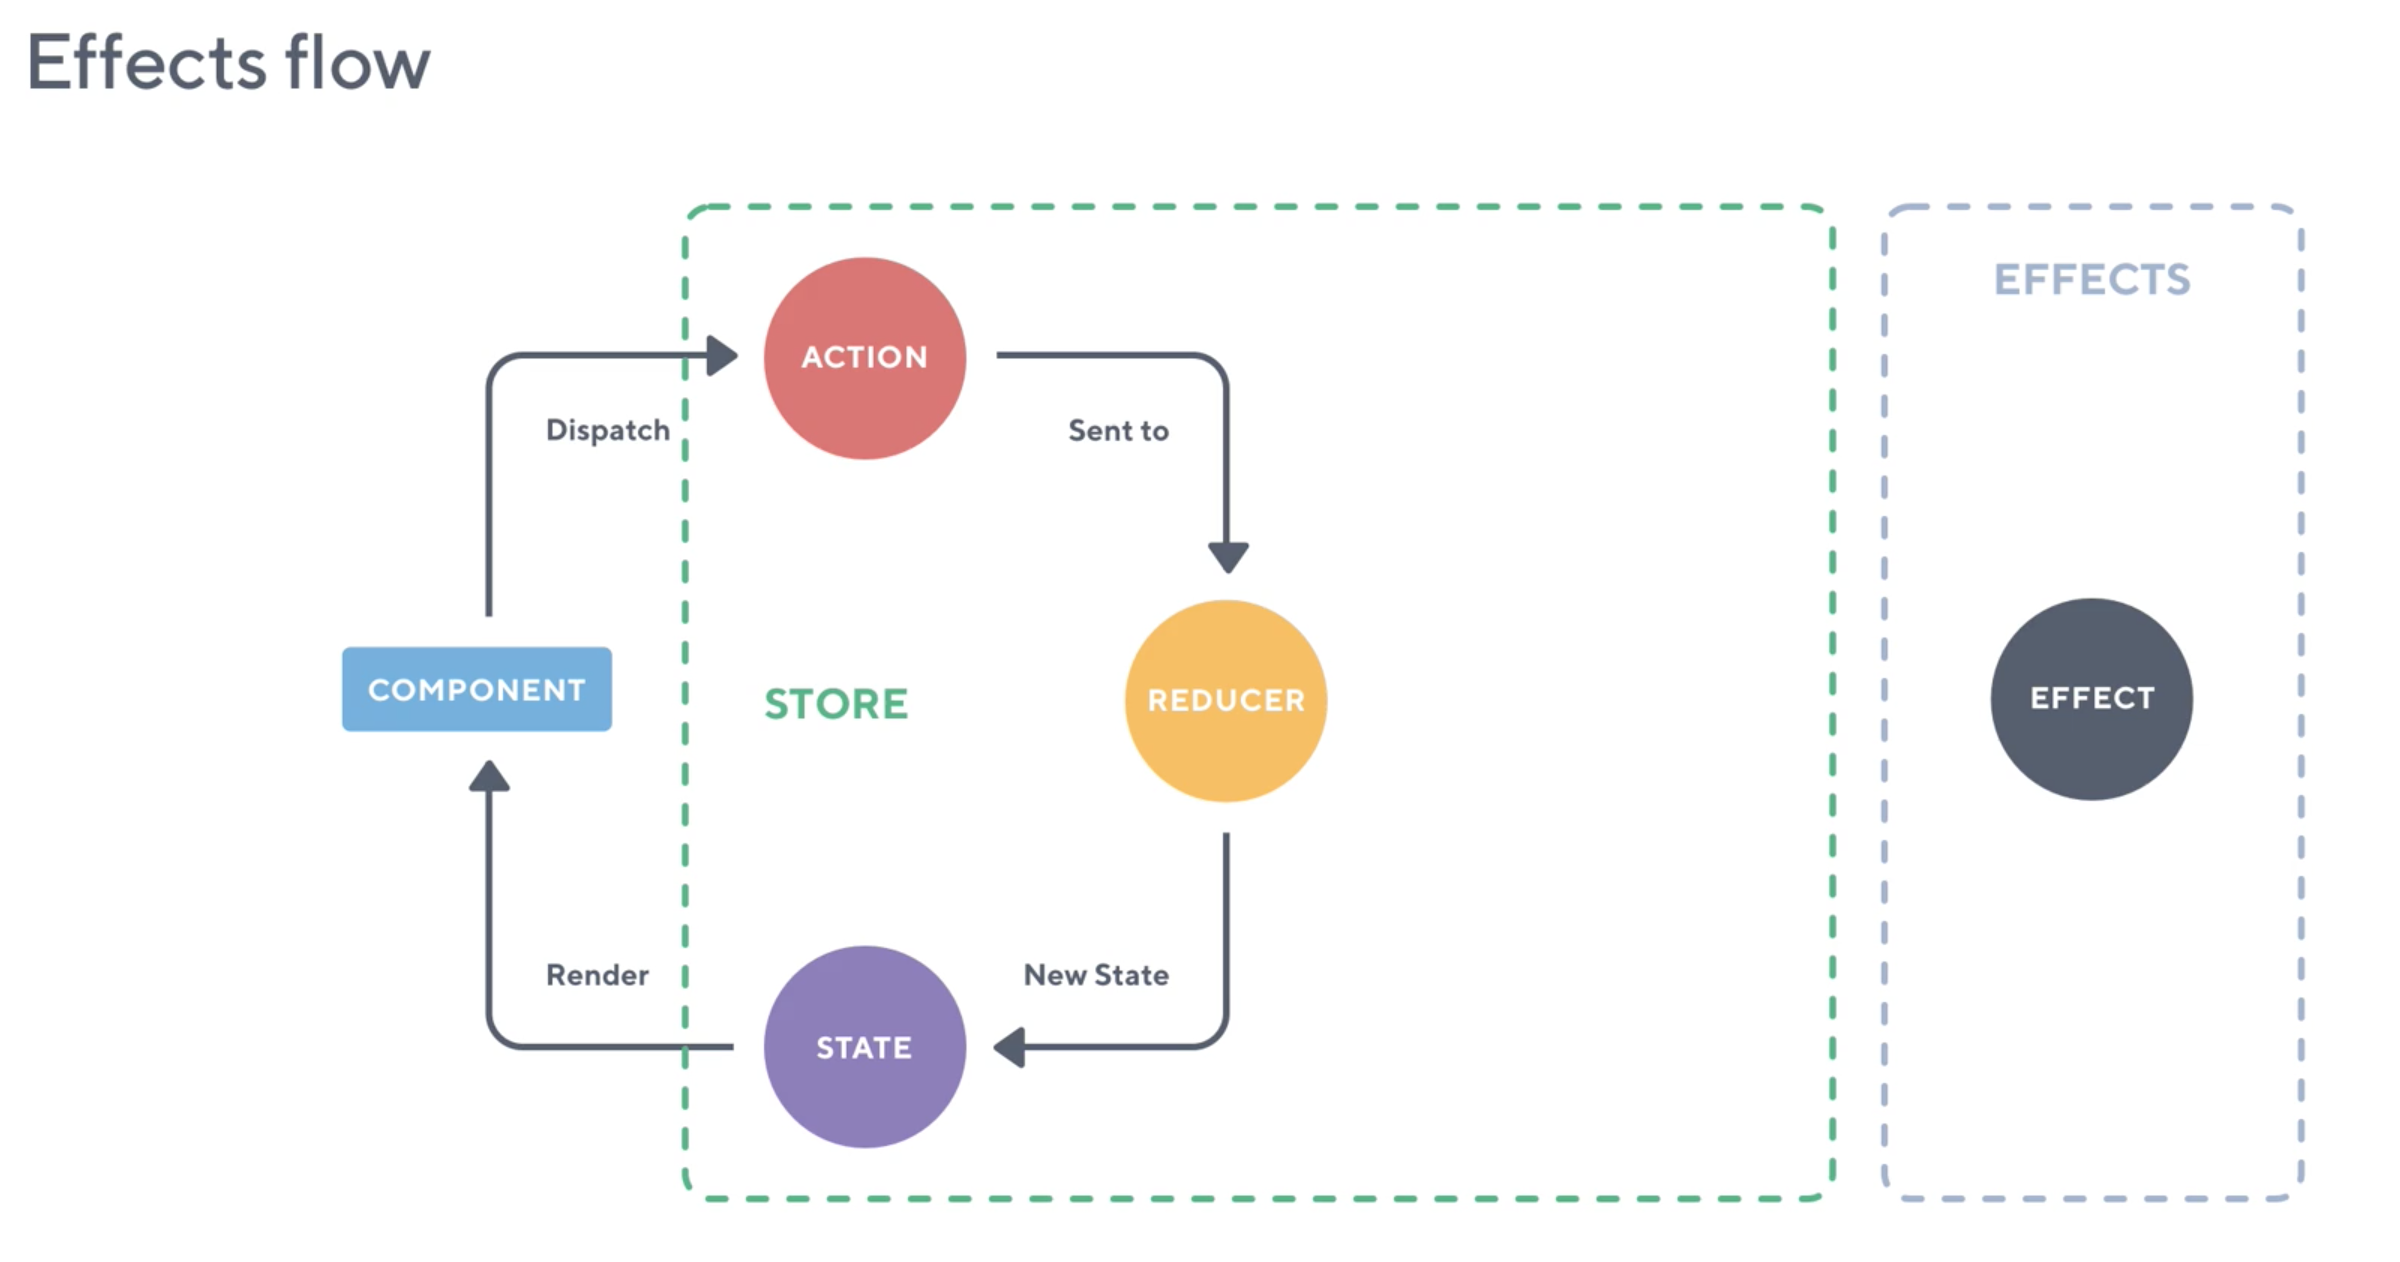 Effects flow
EFFECTS
ACTION
Dispatch
Sent to
COMPONENT
STORE
REDUCER
EFFECT
Render
New State
STATE